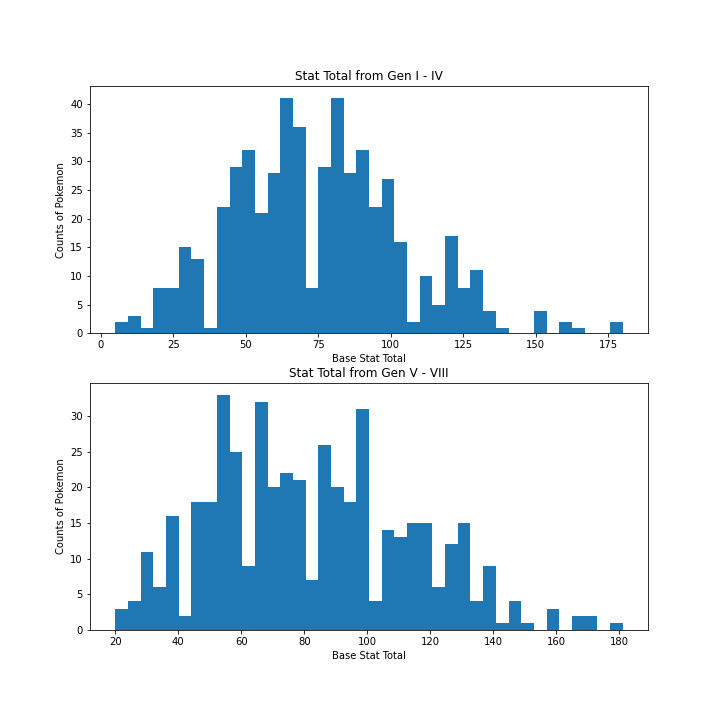 Stat Total from Gen I - IV
40
35
30
25
20
15
10
5
0
Counts of Pokemon
0 25 50 75 100 125 150 175
Base Stat Total
Stat Total from Gen V - VIII
30
25
20
15
10
5
0
Counts of Pokemon
20 40 60 80 100 120 140 160 180
Base Stat Total